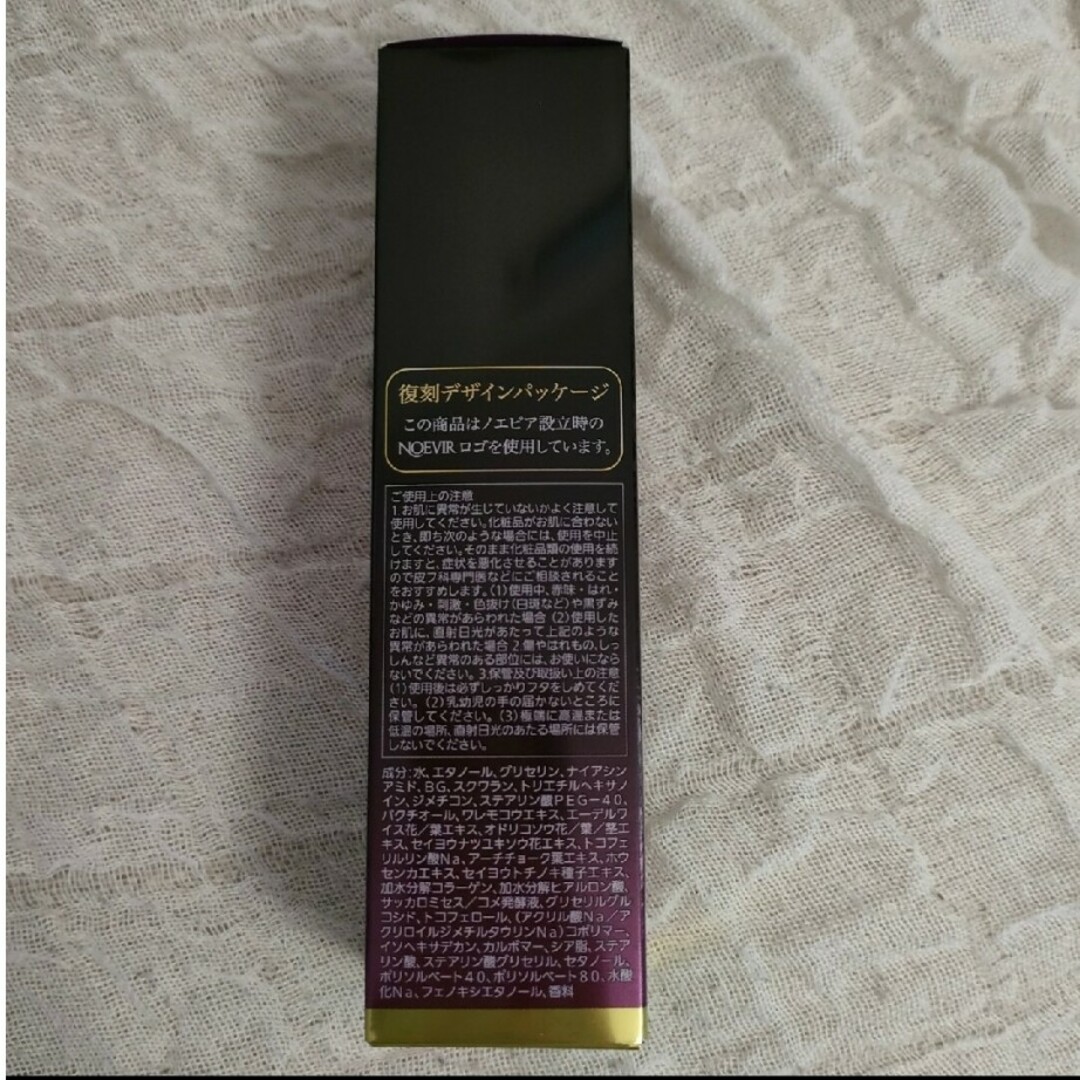 復刻デザインパッケージ
この商品はノエビア設立時の
NOEVIR ロゴを使用しています。
ご使用上の注意
1.お肌に異常が生じていないかよく注意して
使用してください。化粧品がお肌に合わない
とき、即ち次のような場合には、使用を中止
してください。そのまま化粧品類の使用を続
けますと、症状を悪化させることがあります
ので皮フ科専門医などにご相談されること
をおすすめします。(1)使用中、赤味・はれ・
かゆみ・刺激・色抜け(白斑など)や黒ずみ
などの異常があらわれた場合 (2)使用した
お肌に、直射日光があたって上記のような
異常があらわれた場合 2.傷やはれもの、しっ
しんなど異常のある部位には、お使いになら
ないでください。 3.保管及び取扱い上の注意
(1)使用後は必ずしっかりフタをしめてくだ
さい。 (2)乳幼児の手の届かないところに
保管してください。 (3)極端に高温または
低温の場所、直射日光のあたる場所には保管
しないでください。
成分:水、エタノール、グリセリン、ナイアシン
アミド、BG、スクワラン、トリエチルヘキサノ
イン、ジメチコン、ステアリン酸PEG-40、
バクチオール、ワレモコウエキス、エーデルワ
イス花/葉エキス、オドリコソウ花/葉/茎エ
キス、セイヨウナツユキソウ花エキス、トコフェ
リルリン酸Na、アーチチョーク葉エキス、ホウ
センカエキス、セイヨウトチノキ種子エキス、
加水分解コラーゲン、加水分解ヒアルロン酸、
サッカロミセス/コメ発酵液、グリセリルグル
コシド、トコフェロール、(アクリル酸Na/ア
クリロイルジメチルタウリンNa)コポリマー、
イソヘキサデカン、カルボマー、シア脂、ステア
リン酸、ステアリン酸グリセリル、セタノール、
ポリソルベート40、ポリソルベート80、水酸
化Na、フェノキシエタノール、香料